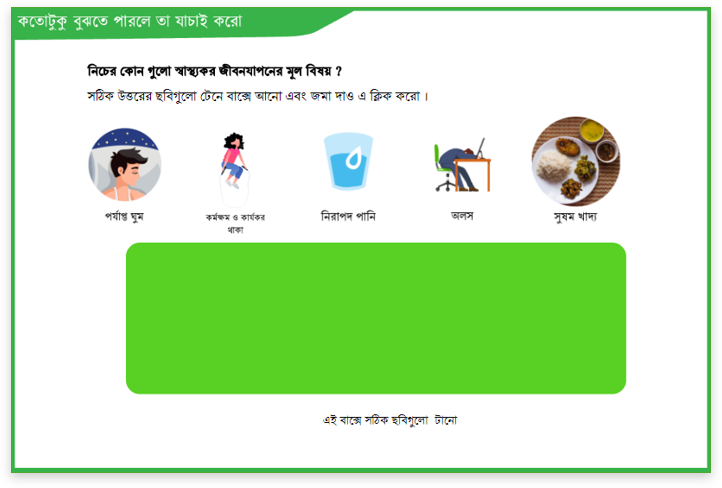 কতোটুকু বুঝতে পারলে তা যাচাই করো
নিচের কোন গুলো স্বাস্থ্যকর জীবনযাপনের মূল বিষয় ?
সঠিক উত্তরের ছবিগুলো টেনে বাক্সে আনো এবং জমা দাও এ ক্লিক করো ।
পর্যাপ্ত ঘুম
কর্মক্ষম ও কার্যকর
থাকা
নিরাপদ পানি
অলস
সুষম খাদ্য
এই বাক্সে সঠিক ছবিগুলো টানো